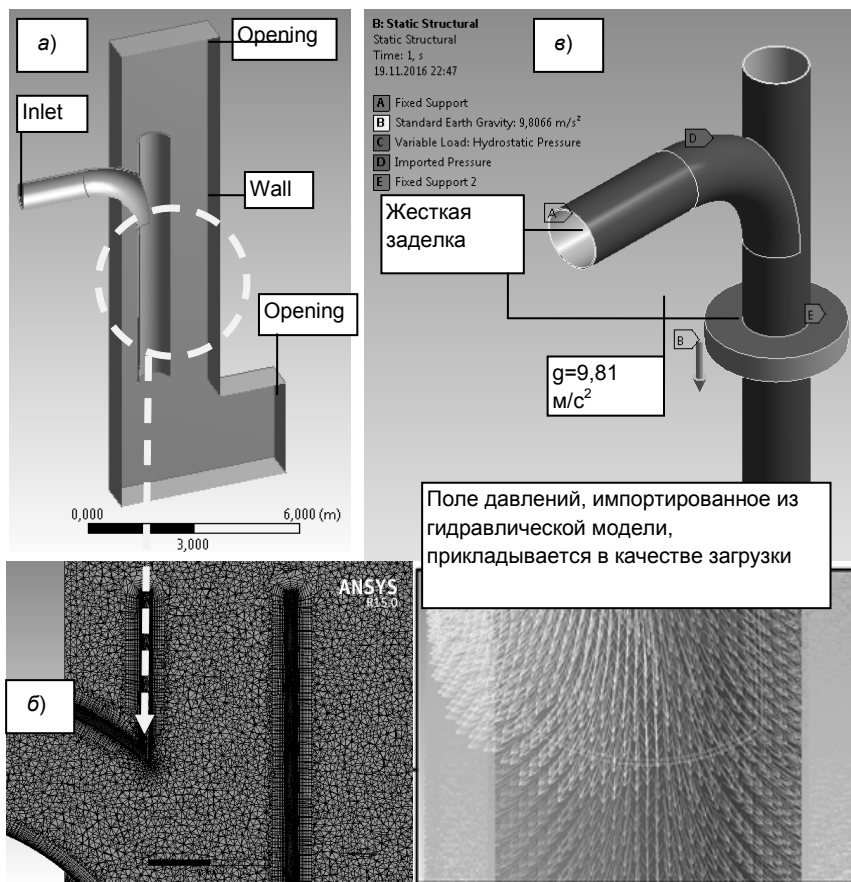 а)
Opening
Inlet
Wall
Opening
0,000
6,000 (m)
3,000
B: Static Structural
Static Structural
Time: 1, s
19.11.2016 22:47
A Fixed Support
B Standard Earth Gravity: 9,8066 m/s²
C Variable Load: Hydrostatic Pressure
D Imported Pressure
E Fixed Support 2
в)
D
A
Жесткая
заделка
E
B
g=9,81
м/с²
Поле давлений, импортированное из
гидравлической модели,
прикладывается в качестве загрузки
ANSYS
R15.0
б)